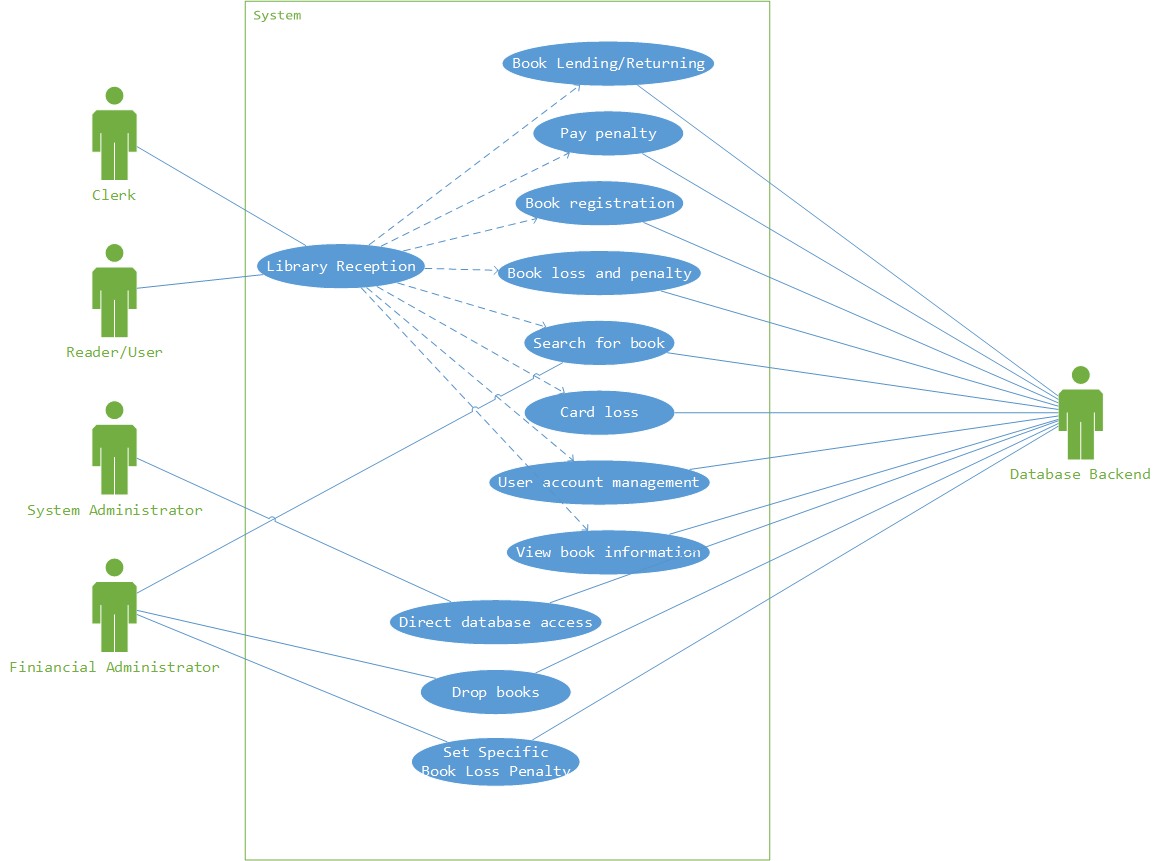 System
Book Lending/Returning
Pay penalty
Clerk
Book registration
Library Reception
Book loss and penalty
Reader/User
Search for book
Card loss
Database Backend
User account management
System Administrator
View book information
Direct database access
Finiancial Administrator
Drop books
Set Specific
Book Loss Penalty